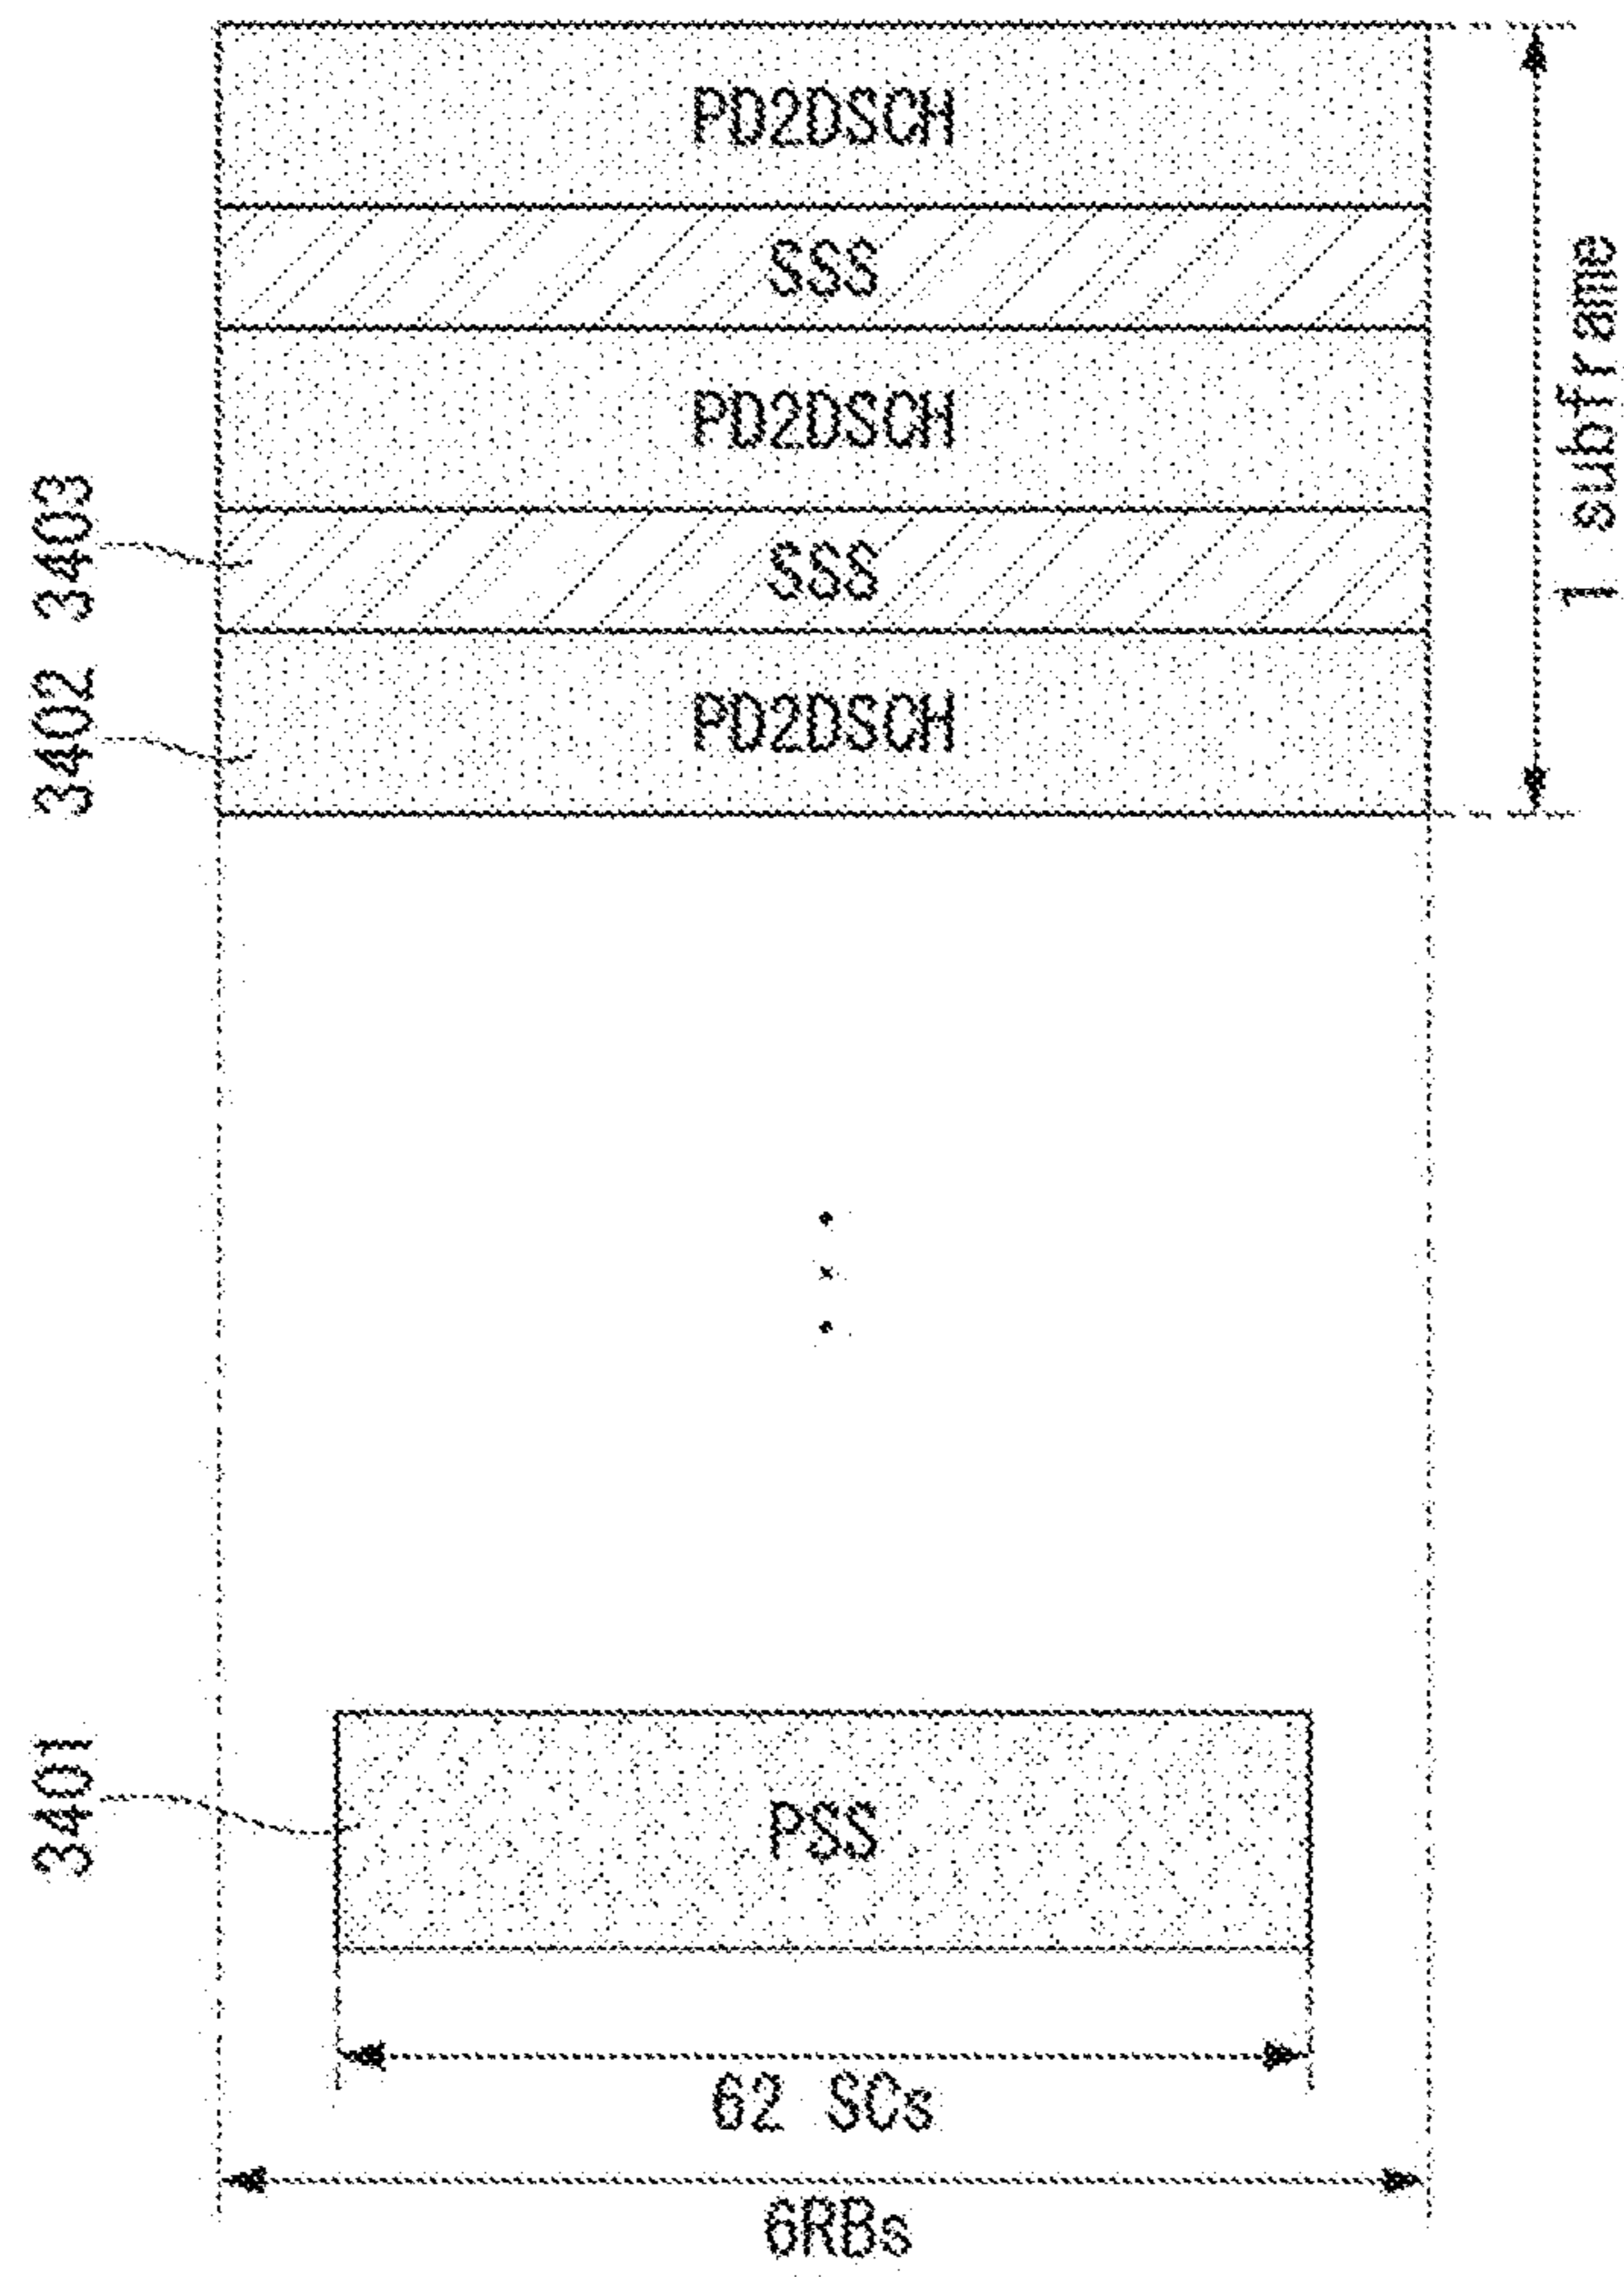 PD2DSCH
SSS
PD2DSCH
SSS
PD2DSCH
1 subframe
3403
3402
PSS
3401
62 SCs
6RBs